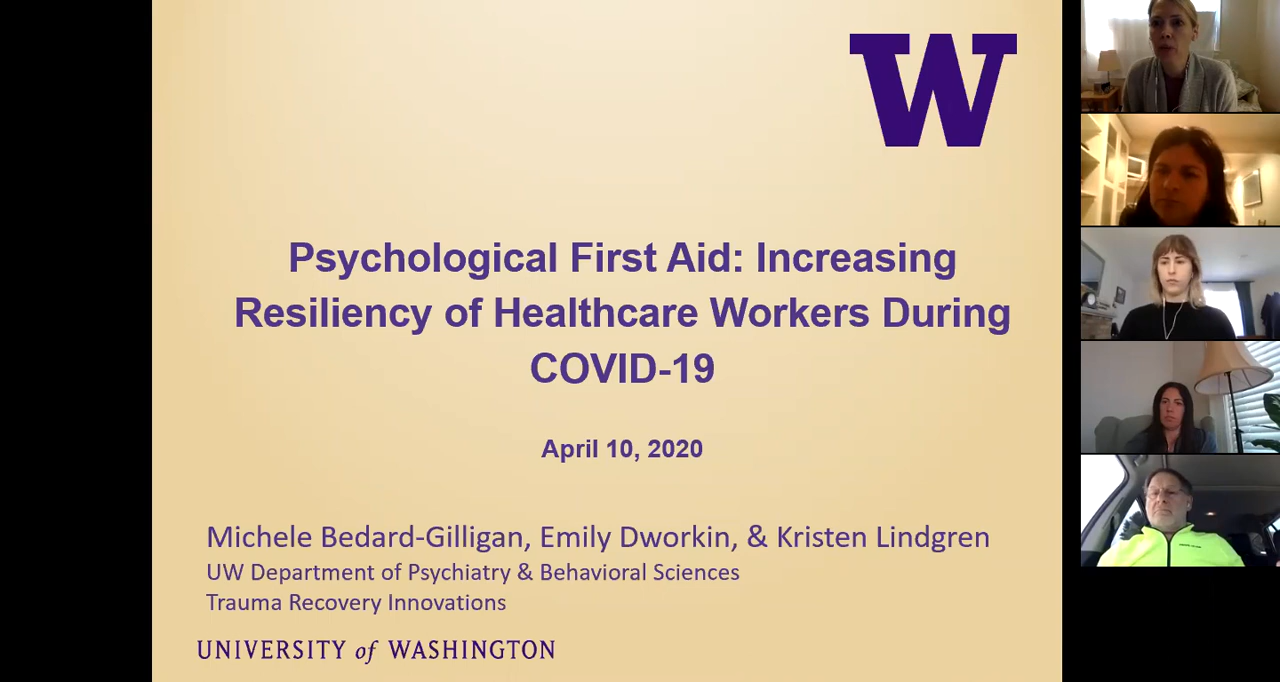 W
Psychological First Aid: Increasing
Resiliency of Healthcare Workers During
COVID-19
April 10, 2020
Michele Bedard-Gilligan, Emily Dworkin, & Kristen Lindgren
UW Department of Psychiatry & Behavioral Sciences
Trauma Recovery Innovations
UNIVERSITY of WASHINGTON